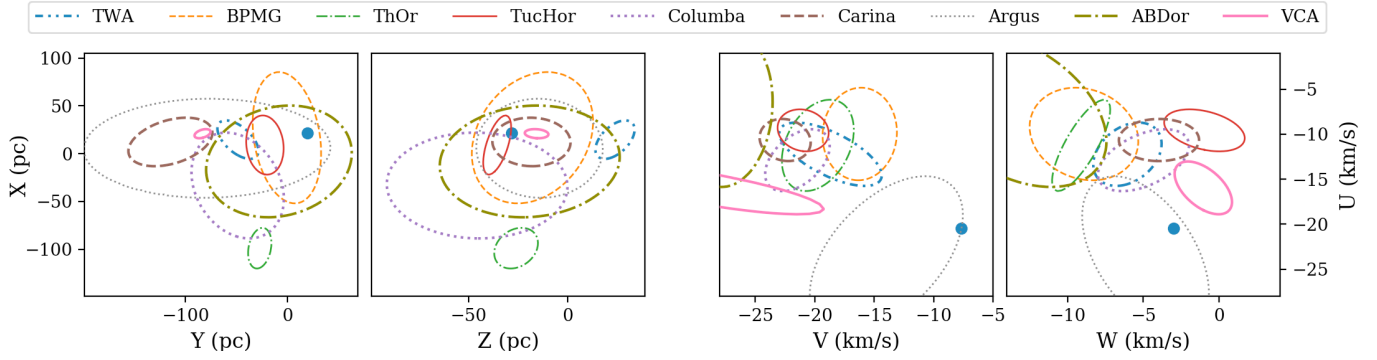 TWA BPMG ThOr TucHor Columba Carina Argus ABDor VCA
100
50
0
−50
−100
X (pc)
−100 0
Y (pc)
−50 0
Z (pc)
−25 −20 −15 −10 −5
V (km/s)
−10 −5 0
W (km/s)
−5
−10
−15
−20
−25
U (km/s)